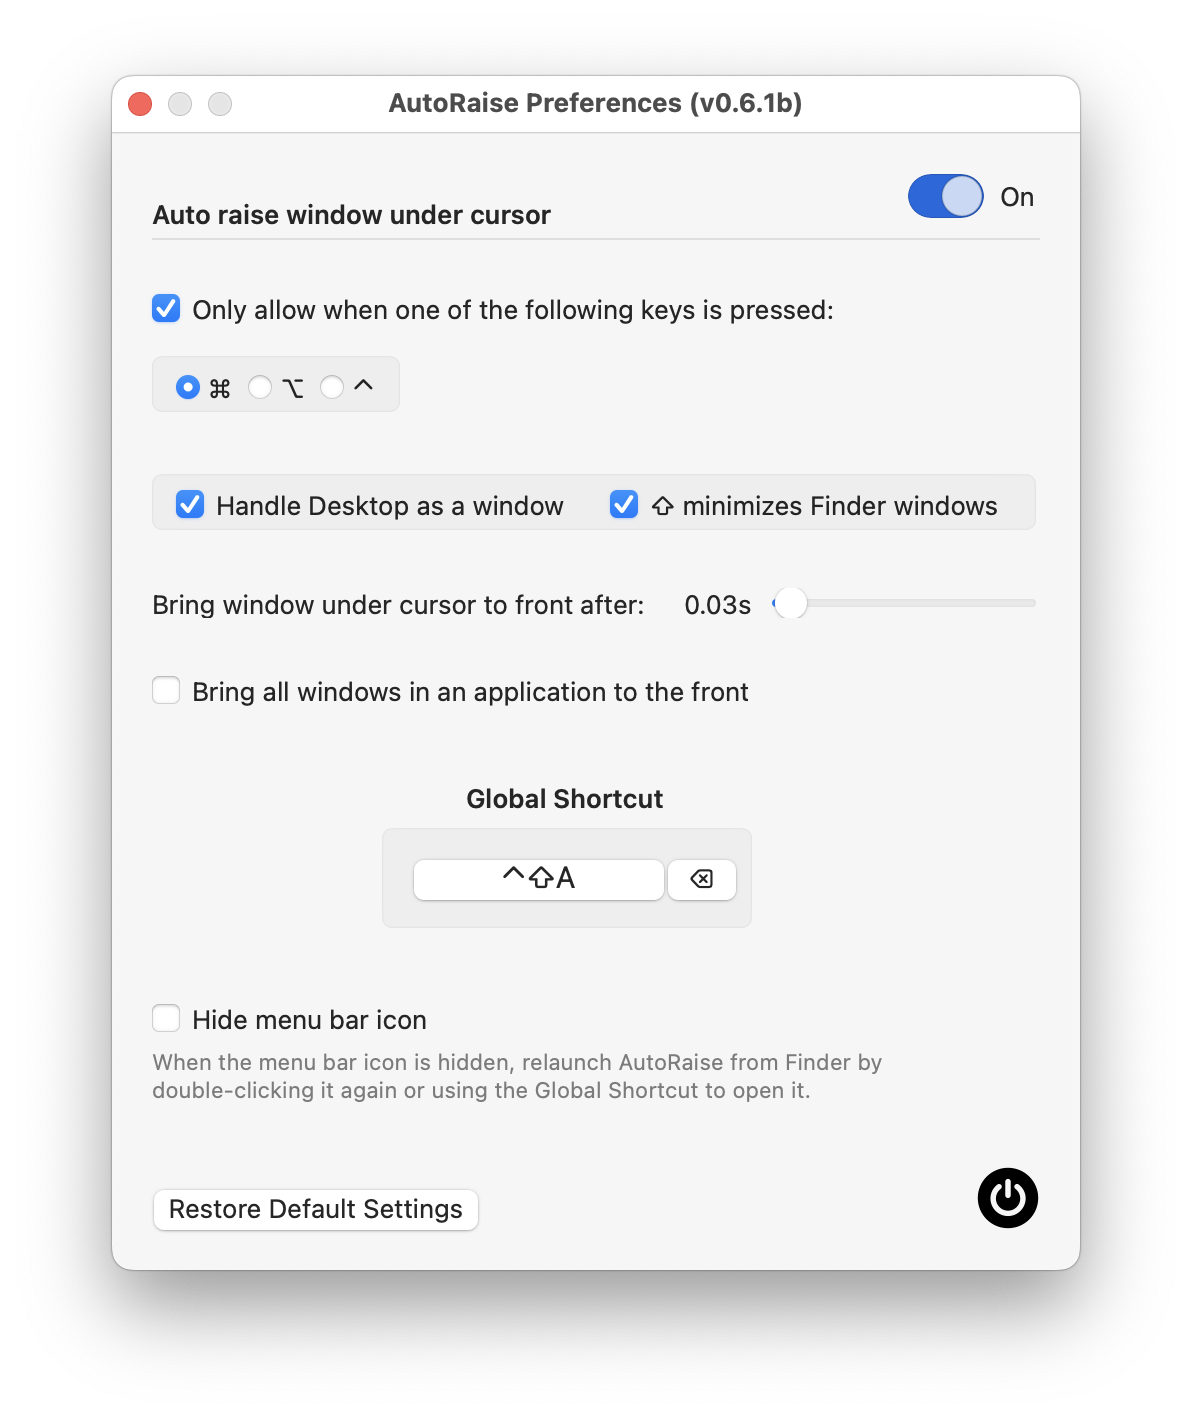 AutoRaise Preferences (v0.6.1b)
Auto raise window under cursor
On
Only allow when one of the following keys is pressed:
⌘ ⌥ ^
Handle Desktop as a window ⇧ minimizes Finder windows
Bring window under cursor to front after: 0.03s
Bring all windows in an application to the front
Global Shortcut
^⇧A
Hide menu bar icon
When the menu bar icon is hidden, relaunch AutoRaise from Finder by
double-clicking it again or using the Global Shortcut to open it.
Restore Default Settings